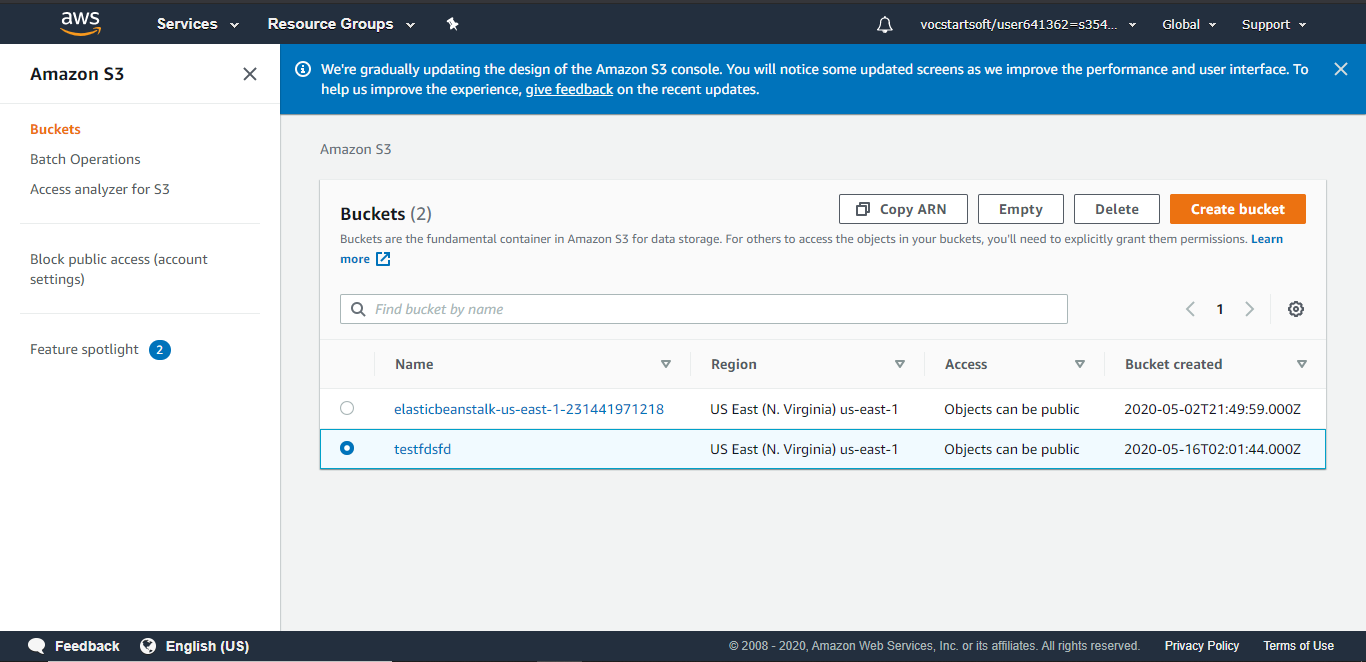 aws Services Resource Groups vocstartsoft/user641362=s354... Global Support
Amazon S3
Buckets
Batch Operations
Access analyzer for S3
Block public access (account
settings)
Feature spotlight 2
We're gradually updating the design of the Amazon S3 console. You will notice some updated screens as we improve the performance and user interface. To
help us improve the experience, give feedback on the recent updates.
Amazon S3
Buckets (2) Copy ARN Empty Delete Create bucket
Buckets are the fundamental container in Amazon S3 for data storage. For others to access the objects in your buckets, you'll need to explicitly grant them permissions. Learn
more
Find bucket by name 1
Name Region Access Bucket created
elasticbeanstalk-us-east-1-231441971218 US East (N. Virginia) us-east-1 Objects can be public 2020-05-02T21:49:59.000Z
testfdsfd US East (N. Virginia) us-east-1 Objects can be public 2020-05-16T02:01:44.000Z
Feedback English (US) © 2008 - 2020, Amazon Web Services, Inc. or its affiliates. All rights reserved. Privacy Policy Terms of Use